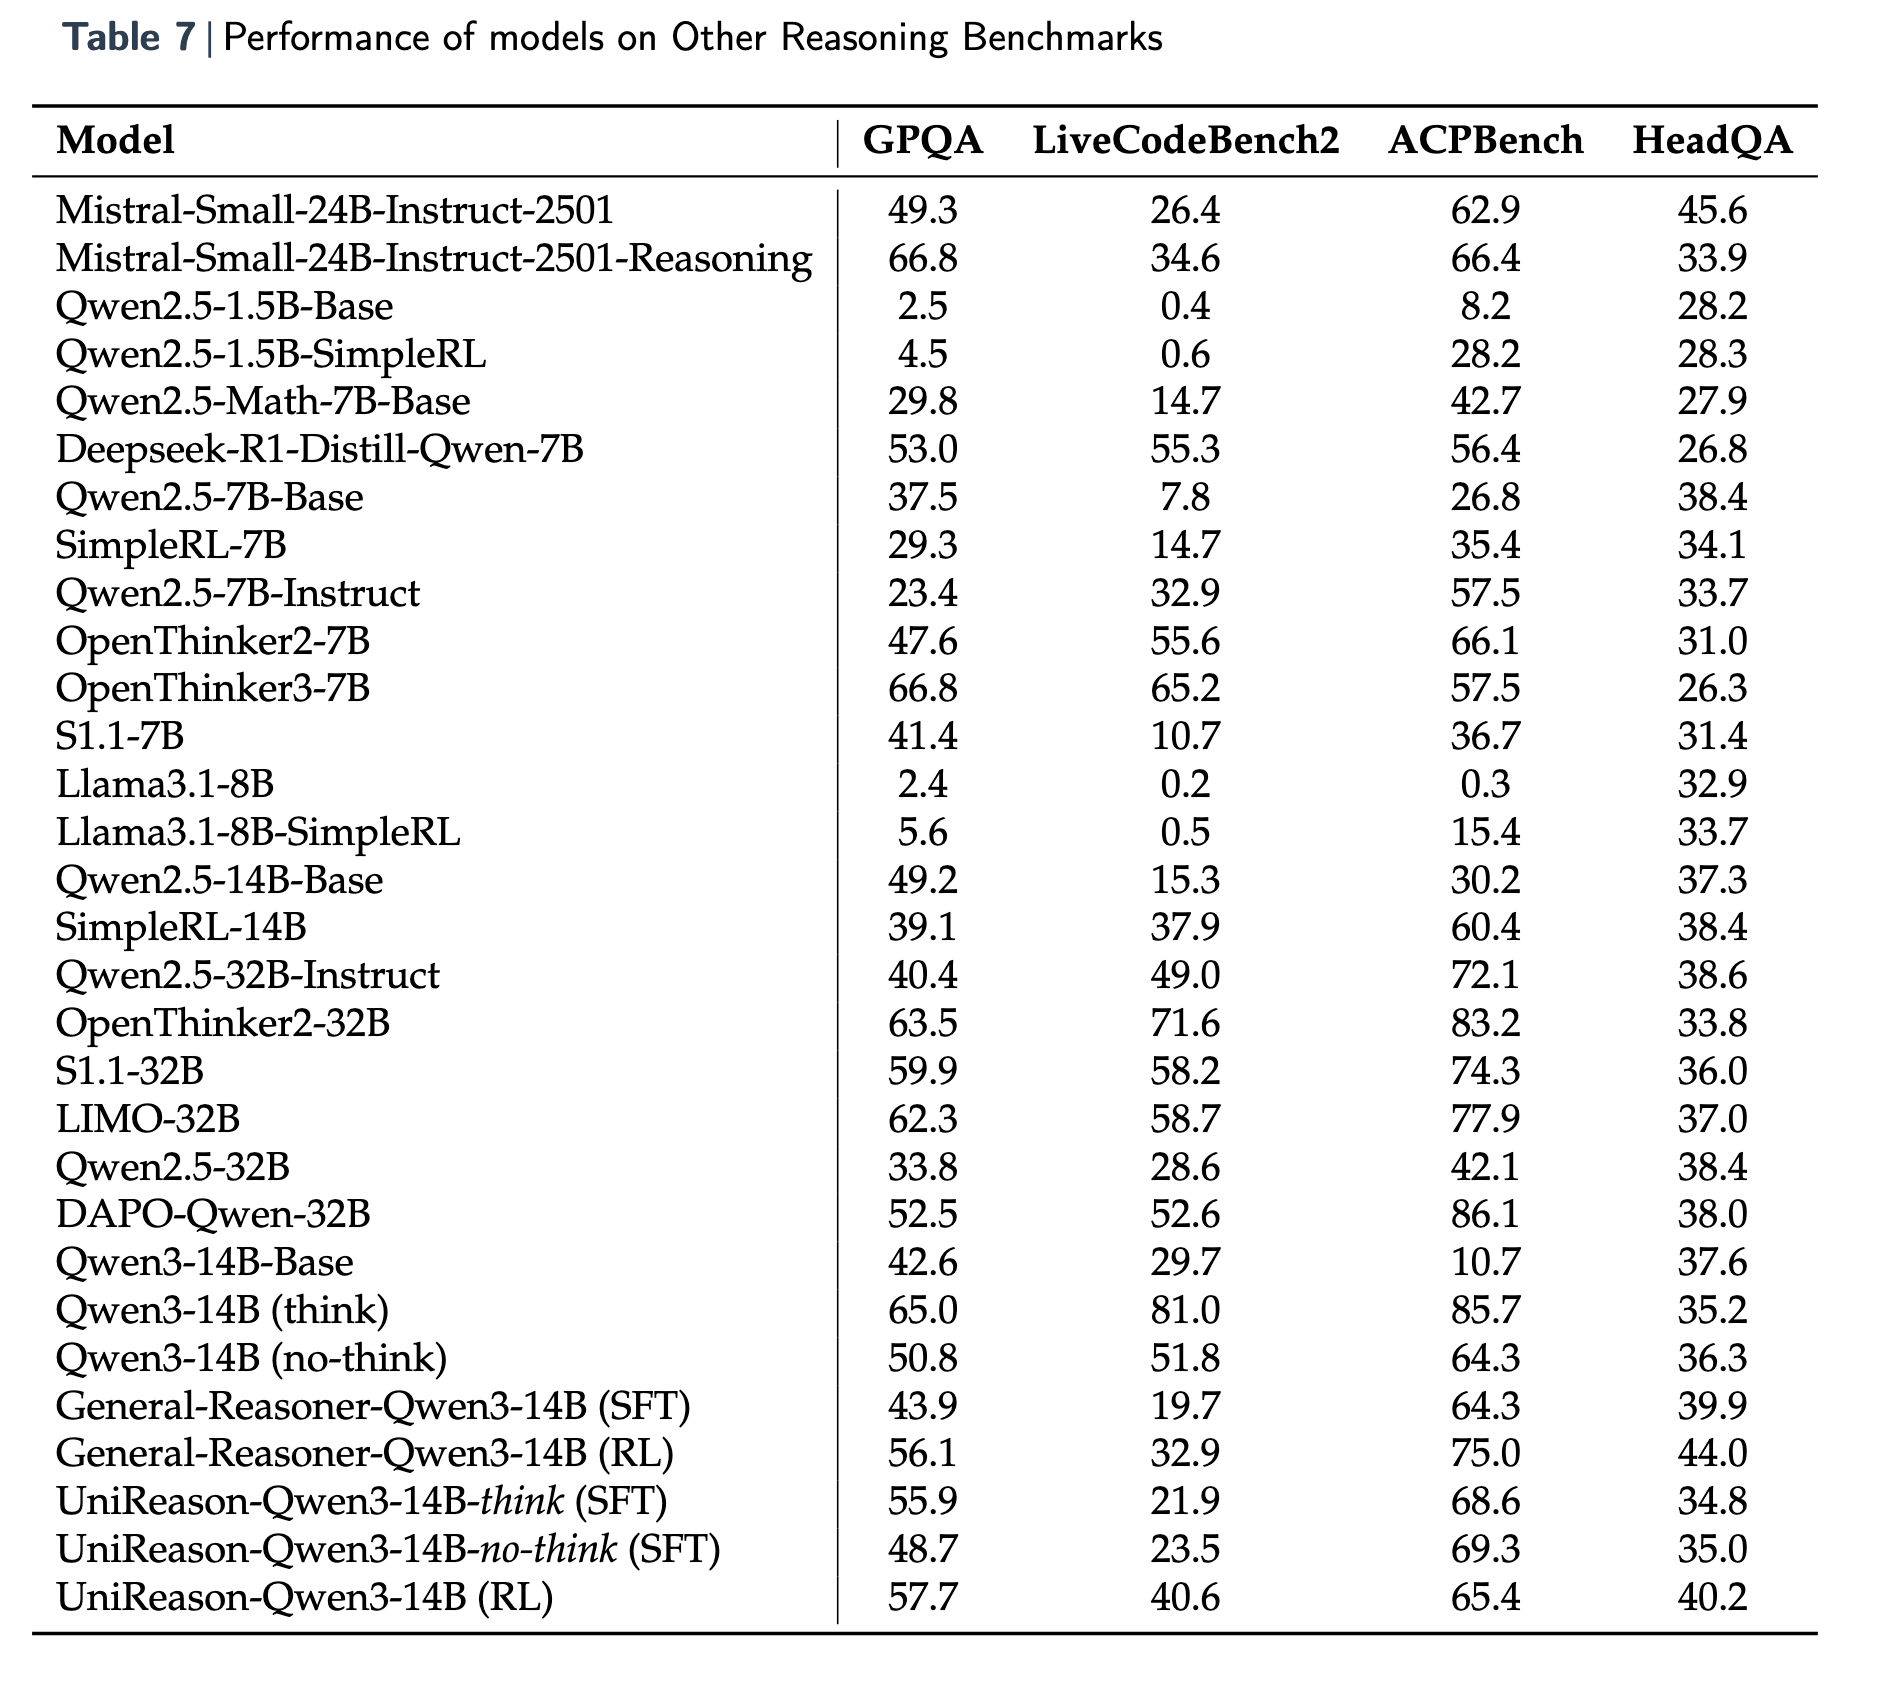 Table 7 | Performance of models on Other Reasoning Benchmarks
Model GPQA LiveCodeBench2 ACPBench HeadQA
Mistral-Small-24B-Instruct-2501 49.3 26.4 62.9 45.6
Mistral-Small-24B-Instruct-2501-Reasoning 66.8 34.6 66.4 33.9
Qwen2.5-1.5B-Base 2.5 0.4 8.2 28.2
Qwen2.5-1.5B-SimpleRL 4.5 0.6 28.2 28.3
Qwen2.5-Math-7B-Base 29.8 14.7 42.7 27.9
Deepseek-R1-Distill-Qwen-7B 53.0 55.3 56.4 26.8
Qwen2.5-7B-Base 37.5 7.8 26.8 38.4
SimpleRL-7B 29.3 14.7 35.4 34.1
Qwen2.5-7B-Instruct 23.4 32.9 57.5 33.7
OpenThinker2-7B 47.6 55.6 66.1 31.0
OpenThinker3-7B 66.8 65.2 57.5 26.3
S1.1-7B 41.4 10.7 36.7 31.4
Llama3.1-8B 2.4 0.2 0.3 32.9
Llama3.1-8B-SimpleRL 5.6 0.5 15.4 33.7
Qwen2.5-14B-Base 49.2 15.3 30.2 37.3
SimpleRL-14B 39.1 37.9 60.4 38.4
Qwen2.5-32B-Instruct 40.4 49.0 72.1 38.6
OpenThinker2-32B 63.5 71.6 83.2 33.8
S1.1-32B 59.9 58.2 74.3 36.0
LIMO-32B 62.3 58.7 77.9 37.0
Qwen2.5-32B 33.8 28.6 42.1 38.4
DAPO-Qwen-32B 52.5 52.6 86.1 38.0
Qwen3-14B-Base 42.6 29.7 10.7 37.6
Qwen3-14B (think) 65.0 81.0 85.7 35.2
Qwen3-14B (no-think) 50.8 51.8 64.3 36.3
General-Reasoner-Qwen3-14B (SFT) 43.9 19.7 64.3 39.9
General-Reasoner-Qwen3-14B (RL) 56.1 32.9 75.0 44.0
UniReason-Qwen3-14B-think (SFT) 55.9 21.9 68.6 34.8
UniReason-Qwen3-14B-no-think (SFT) 48.7 23.5 69.3 35.0
UniReason-Qwen3-14B (RL) 57.7 40.6 65.4 40.2